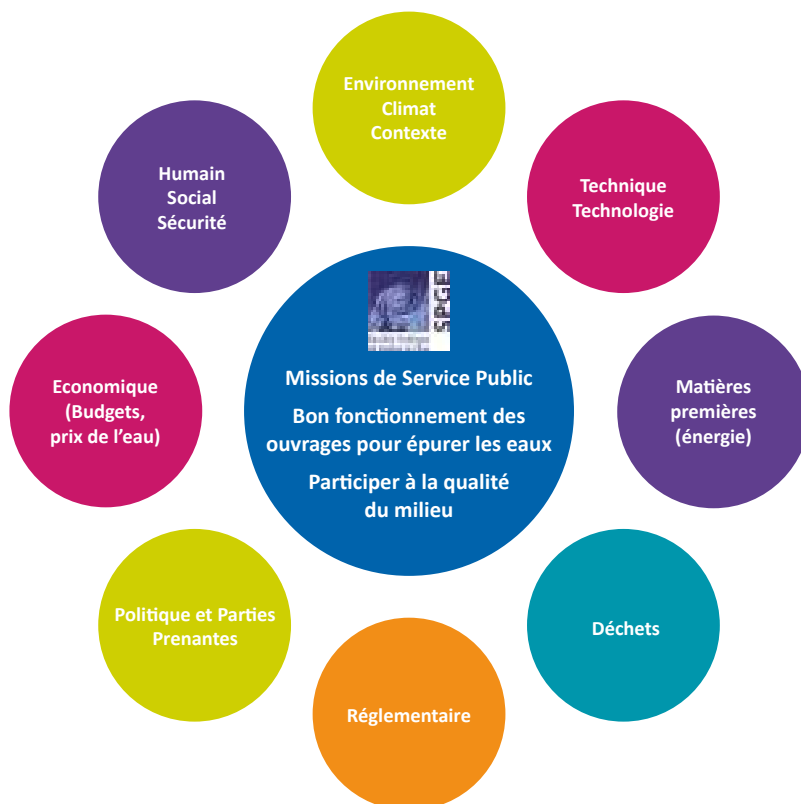 Environnement
Climat
Contexte
Humain
Social
Sécurité
Technique
Technologie
SPGE
Missions de Service Public
Bon fonctionnement des
ouvrages pour épurer les eaux
Participer à la qualité
du milieu
Economique
(Budgets,
prix de l'eau)
Matières
premières
(énergie)
Politique et Parties
Prenantes
Déchets
Réglementaire